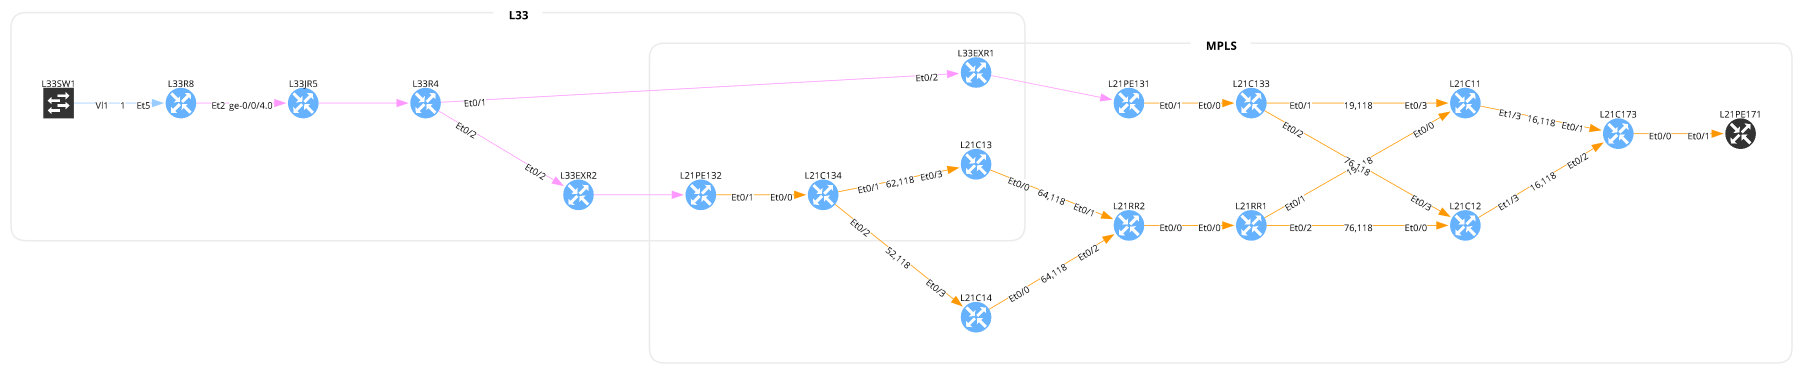 L33
MPLS
L33SW1
Vl1 1 Et5
L33R8
Et2 ge-0/0/4.0
L33JR5
L33R4
Et0/1
Et0/2
L33EXR1
Et0/2
Et0/2
L33EXR2
L21PE131
Et0/1 Et0/0
L21C133
Et0/1 19,118 Et0/3
L21C11
Et1/3 16,118 Et0/1
L21C173
Et0/0 Et0/1
L21PE171
Et0/2 76,118 Et0/3
L21PE132
Et0/1 Et0/0
L21C134
Et0/1 62,118 Et0/3
L21C13
Et0/0 64,118 Et0/1
L21RR2
Et0/0 Et0/0
L21RR1
Et0/1 Et0/0
Et0/2 76,118 Et0/0
L21C12
Et1/3 16,118 Et0/2
Et0/2 52,118 Et0/3
L21C14
Et0/0 64,118 Et0/2